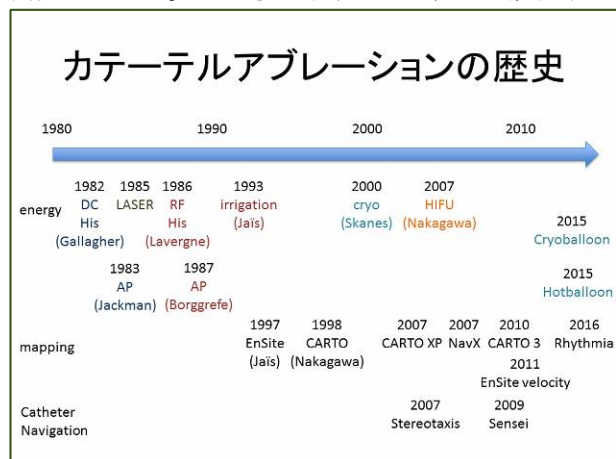 カテーテルアブレーションの歴史
1980 1990 2000 2010
1982 1985 1986 1993 2000 2007
energy DC LASER RF irrigation cryo HIFU
His His (Jaïs) (Skanes) (Nakagawa) 2015
(Gallagher) (Lavergne) Cryoballoon
1983 1987 2015
AP AP Hotballoon
(Jackman) (Borggrefe)
1997 1998 2007 2007 2010 2016
mapping EnSite CARTO CARTO XP NavX CARTO 3 Rhythmia
(Jaïs) (Nakagawa) 2011
EnSite velocity
Catheter 2007 2009
Navigation Stereotaxis Sensei